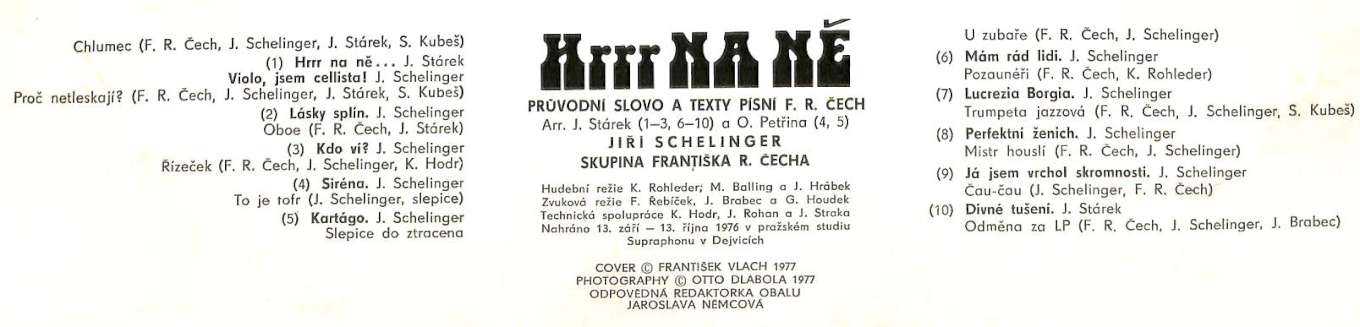 Chlumec (F. R. Čech, J. Schelinger, J. Stárek, S. Kubeš)
(1) Hrrr na ně... J. Stárek
Violo, jsem cellista! J. Schelinger
Proč netleskají? (F. R. Čech, J. Schelinger, J. Stárek, S. Kubeš)
(2) Lásky splín. J. Schelinger
Oboe (F. R. Čech, J. Stárek)
(3) Kdo ví? J. Schelinger
Řízeček (F. R. Čech, J. Schelinger, K. Hodr)
(4) Siréna. J. Schelinger
To je tofr (J. Schelinger, slepice)
(5) Kartágo. J. Schelinger
Slepice do ztracena
Hrrr NA NĚ
PRŮVODNÍ SLOVO A TEXTY PÍSNÍ F. R. ČECH
Arr. J. Stárek (1—3, 6—10) a O. Petřina (4, 5)
JIŘÍ SCHELINGER
SKUPINA FRANTIŠKA R. ČECHA
Hudební režie K. Rohleder; M. Balling a J. Hrábek
Zvuková režie F. Řebíček, J. Brabec a G. Houdek
Technická spolupráce K. Hodr, J. Rohan a J. Straka
Nahráno 13. září — 13. října 1976 v pražském studiu
Supraphonu v Dejvicích
COVER © FRANTIŠEK VLACH 1977
PHOTOGRAPHY © OTTO DLABOLA 1977
ODPOVĚDNÁ REDAKTORKA OBALU
JAROSLAVA NĚMCOVÁ
U zubaře (F. R. Čech, J. Schelinger)
(6) Mám rád lidi. J. Schelinger
Pozaunéři (F. R. Čech, K. Rohleder)
(7) Lucrezia Borgia. J. Schelinger
Trumpeta jazzová (F. R. Čech, J. Schelinger, S. Kubeš)
(8) Perfektní ženich. J. Schelinger
Mistr houslí (F. R. Čech, J. Schelinger)
(9) Já jsem vrchol skromnosti. J. Schelinger
Čau-čau (J. Schelinger, F. R. Čech)
(10) Divné tušení. J. Stárek
Odměna za LP (F. R. Čech, J. Schelinger, J. Brabec)